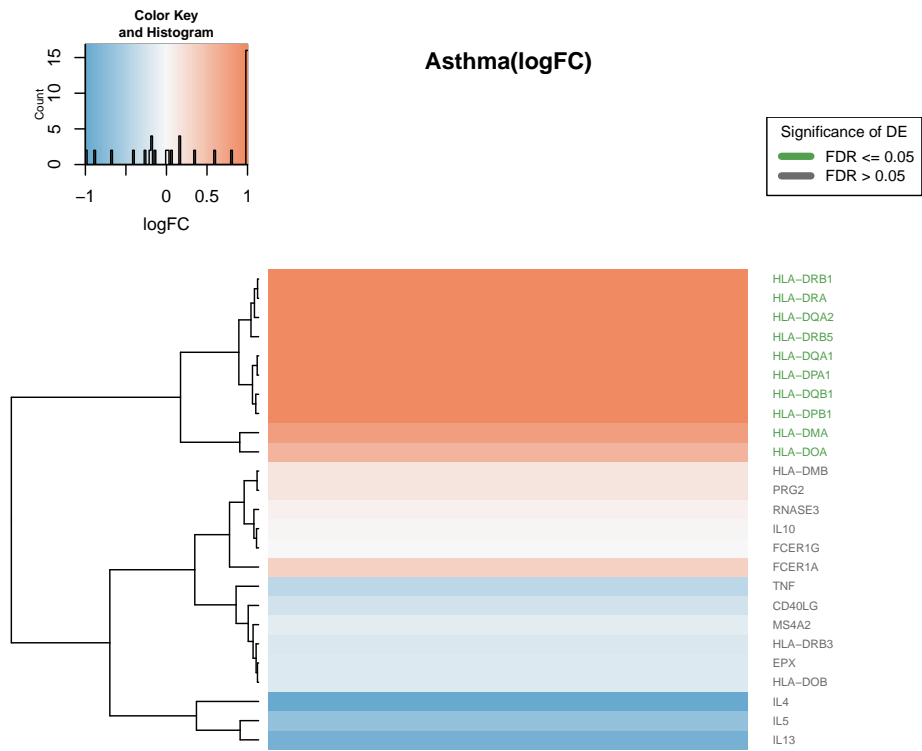 Color Key
and Histogram
Count
0
5
10
15
−1
0
0.5
1
logFC
Asthma(logFC)
Significance of DE
FDR <= 0.05
FDR > 0.05
HLA−DRB1
HLA−DRA
HLA−DQA2
HLA−DRB5
HLA−DQA1
HLA−DPA1
HLA−DQB1
HLA−DPB1
HLA−DMA
HLA−DOA
HLA−DMB
PRG2
RNASE3
IL10
FCER1G
FCER1A
TNF
CD40LG
MS4A2
HLA−DRB3
EPX
HLA−DOB
IL4
IL5
IL13